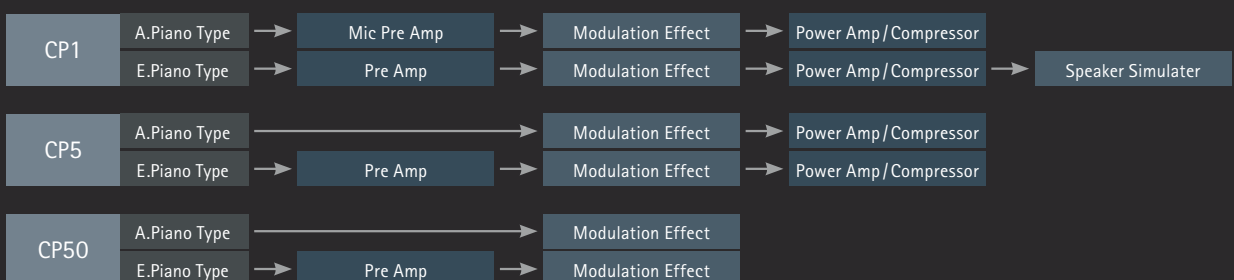 CP1
A.Piano Type Mic Pre Amp Modulation Effect Power Amp / Compressor
E.Piano Type Pre Amp Modulation Effect Power Amp / Compressor Speaker Simulater
CP5
A.Piano Type Modulation Effect Power Amp / Compressor
E.Piano Type Pre Amp Modulation Effect Power Amp / Compressor
CP50
A.Piano Type Modulation Effect
E.Piano Type Pre Amp Modulation Effect